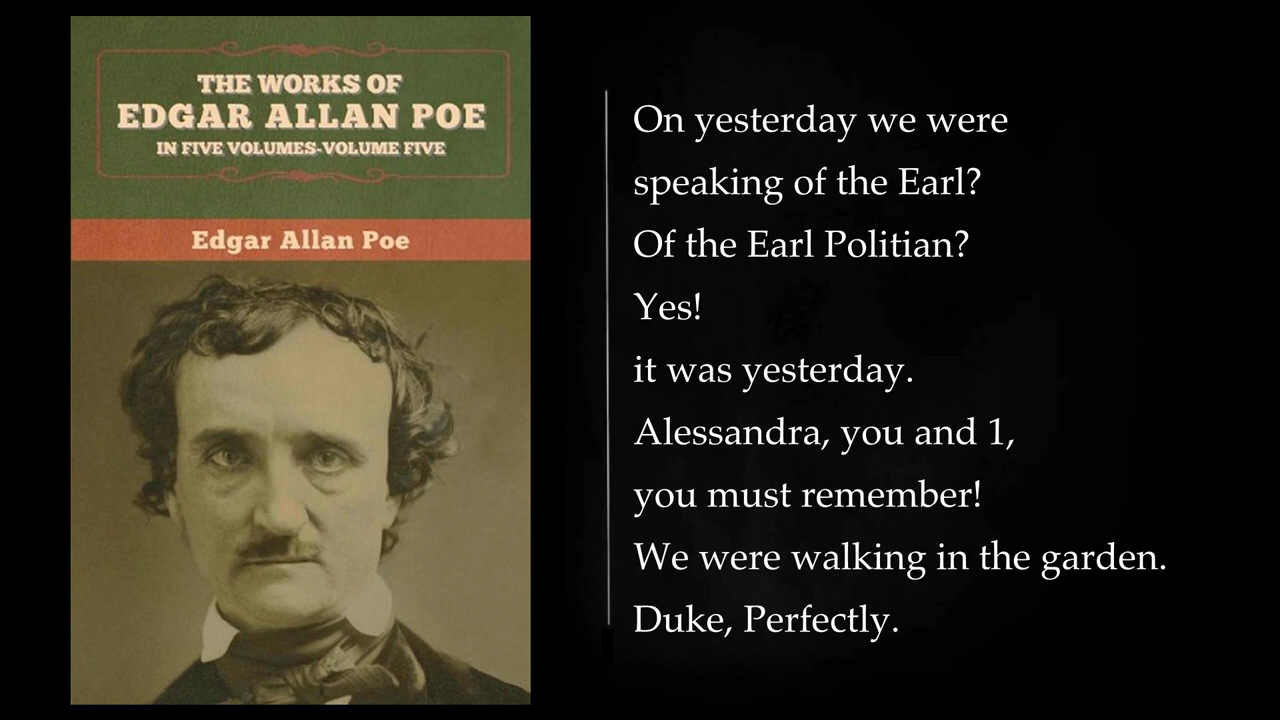 THE WORKS OF
EDGAR ALLAN POE
IN FIVE VOLUMES-VOLUME FIVE
Edgar Allan Poe
On yesterday we were
speaking of the Earl?
Of the Earl Politian?
Yes!
it was yesterday.
Alessandra, you and 1,
you must remember!
We were walking in the garden.
Duke, Perfectly.